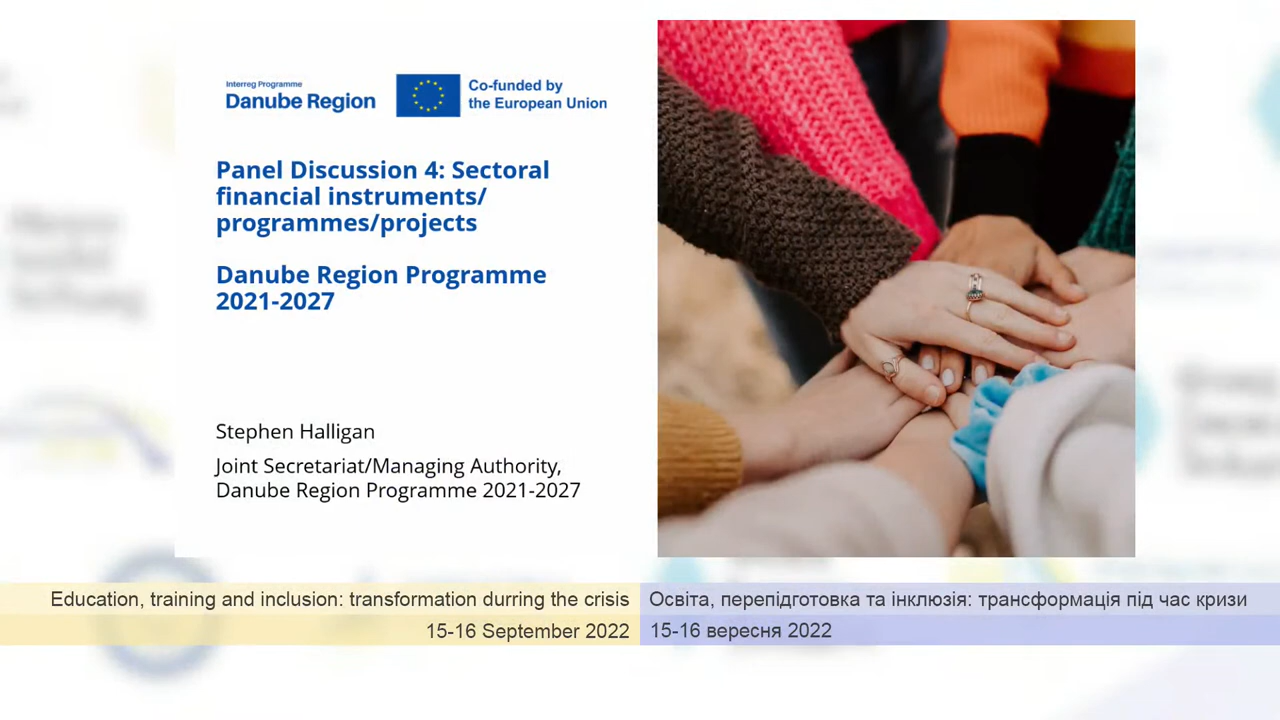 Interreg Programme
Danube Region
Co-funded by
the European Union
Panel Discussion 4: Sectoral
financial instruments/
programmes/projects
Danube Region Programme
2021-2027
Stephen Halligan
Joint Secretariat/Managing Authority,
Danube Region Programme 2021-2027
Education, training and inclusion: transformation durring the crisis
15-16 September 2022
Освіта, перепідготовка та інклюзія: трансформація під час кризи
15-16 вересня 2022